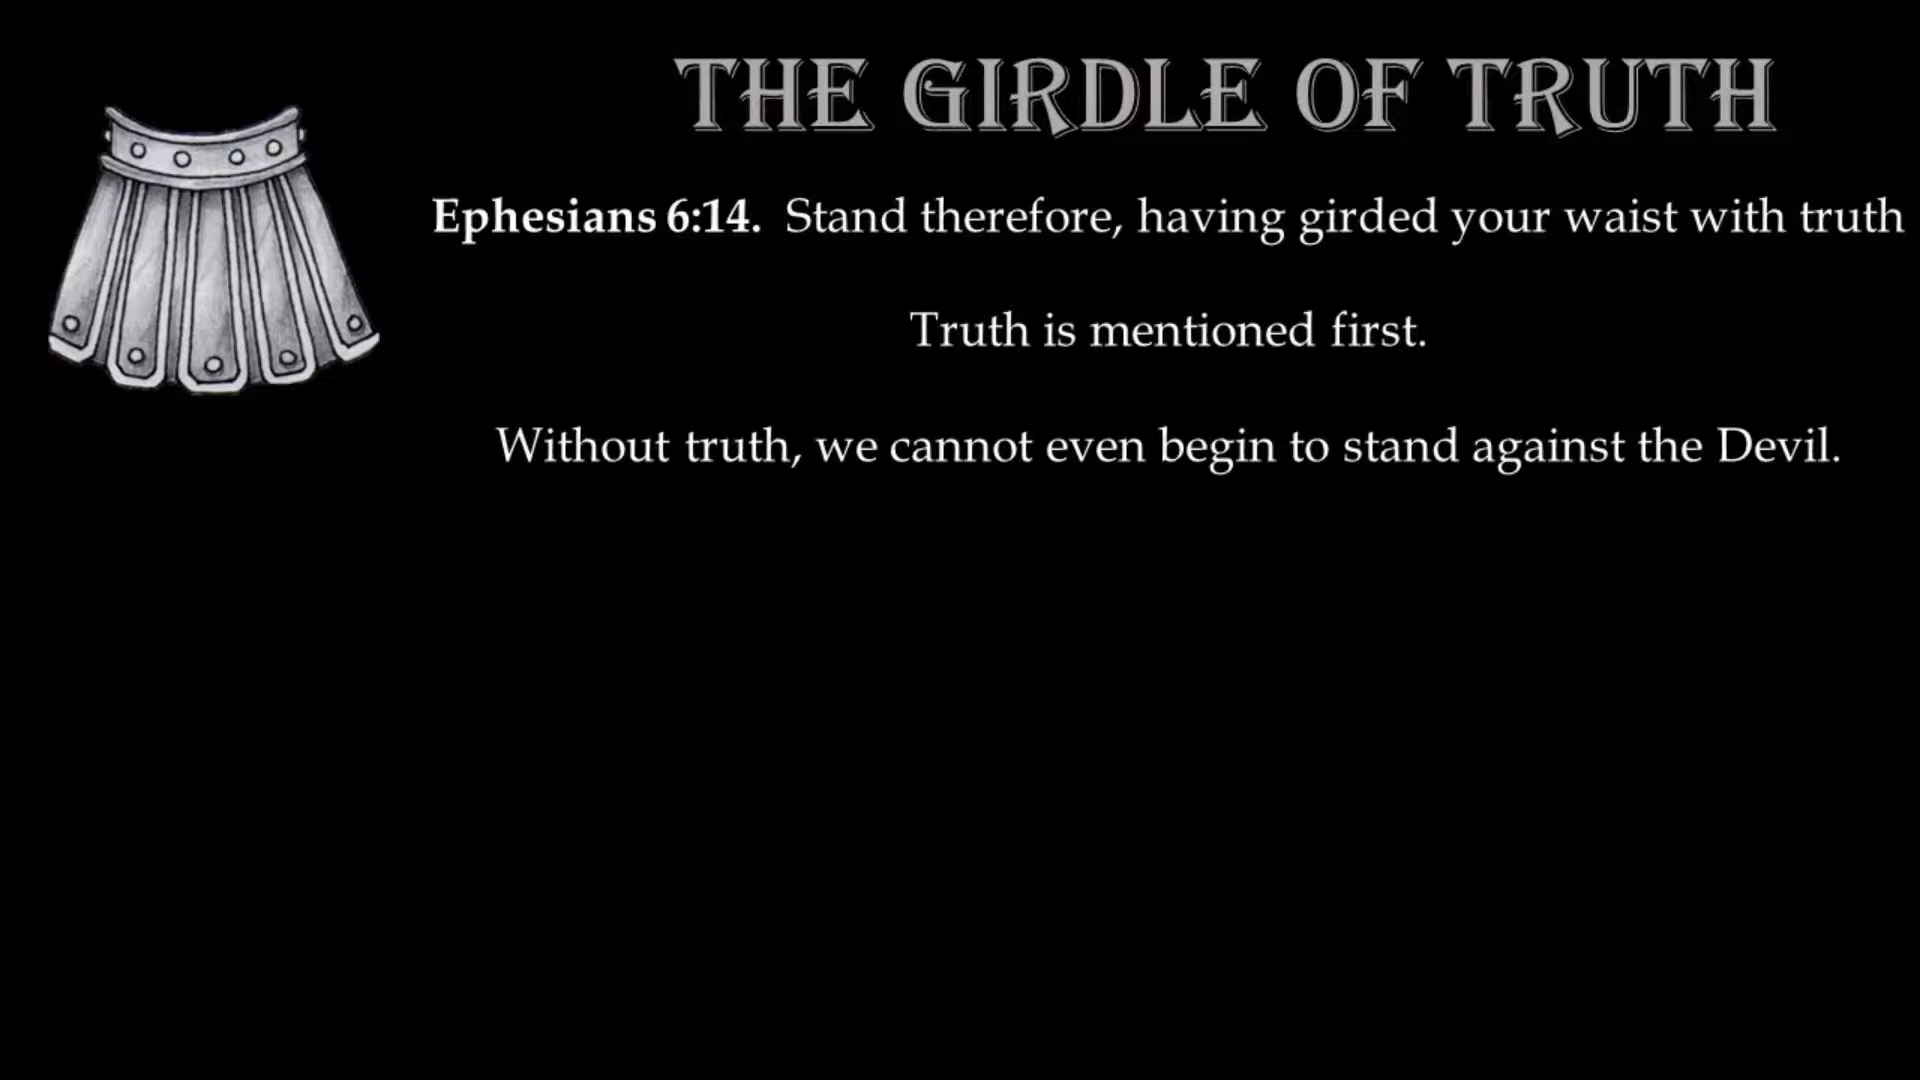 THE GIRDLE OF TRUTH
Ephesians 6:14. Stand therefore, having girded your waist with truth
Truth is mentioned first.
Without truth, we cannot even begin to stand against the Devil.